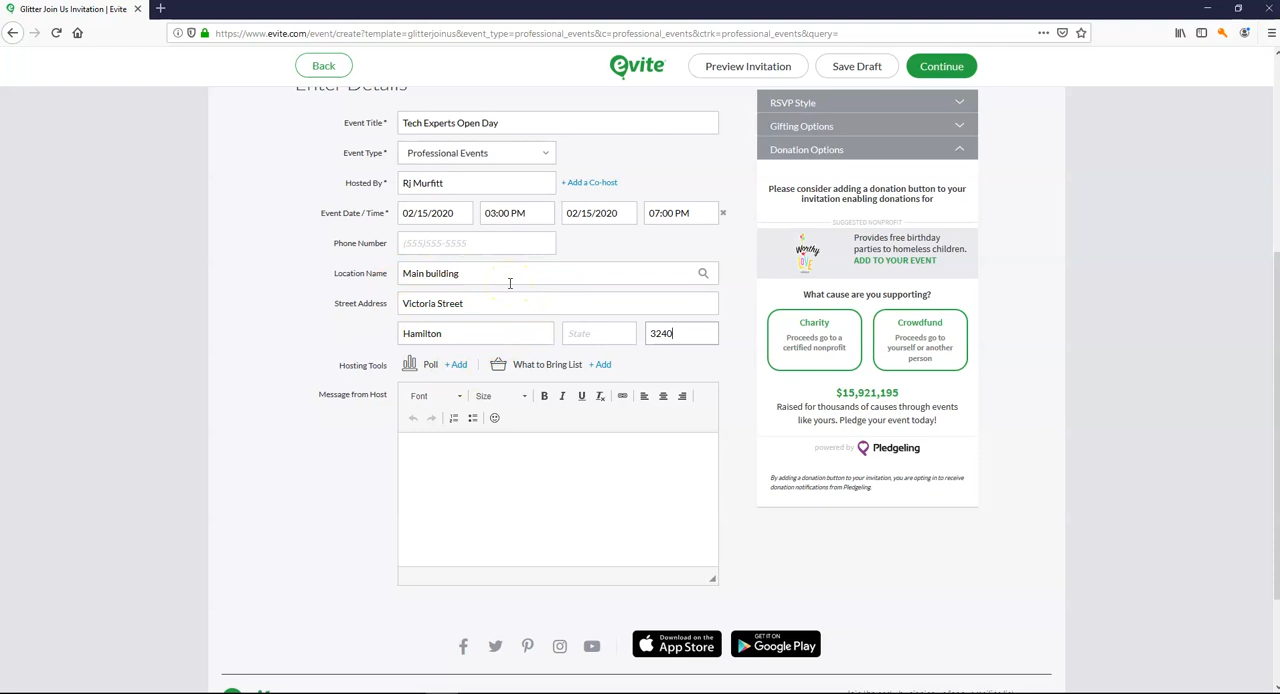 Glitter Join Us Invitation | Evite
https://www.evite.com/event/create?template=glitterjoinus&event_type=professional_events&c=professional_events&ctrk=professional_events&query=
Back
evite
Preview Invitation
Save Draft
Continue
Enter Details
Event Title *
Tech Experts Open Day
Event Type *
Professional Events
Hosted By *
Rj Murfitt
+ Add a Co-host
Event Date / Time *
02/15/2020
03:00 PM
02/15/2020
07:00 PM
Phone Number
(555)555-5555
Location Name
Main building
Street Address
Victoria Street
Hamilton
State
3240
Hosting Tools
Poll + Add
What to Bring List + Add
Message from Host
Font
Size
B I U Tx
RSVP Style
Gifting Options
Donation Options
Please consider adding a donation button to your
invitation enabling donations for
SUGGESTED NONPROFIT
Worthy
LOVE
Provides free birthday
parties to homeless children.
ADD TO YOUR EVENT
What cause are you supporting?
Charity
Proceeds go to a
certified nonprofit
Crowdfund
Proceeds go to
yourself or another
person
$15,921,195
Raised for thousands of causes through events
like yours. Pledge your event today!
powered by Pledgeling
By adding a donation button to your invitation, you are opting in to receive
donation notifications from Pledgeling.
Download on the
App Store
GET IT ON
Google Play